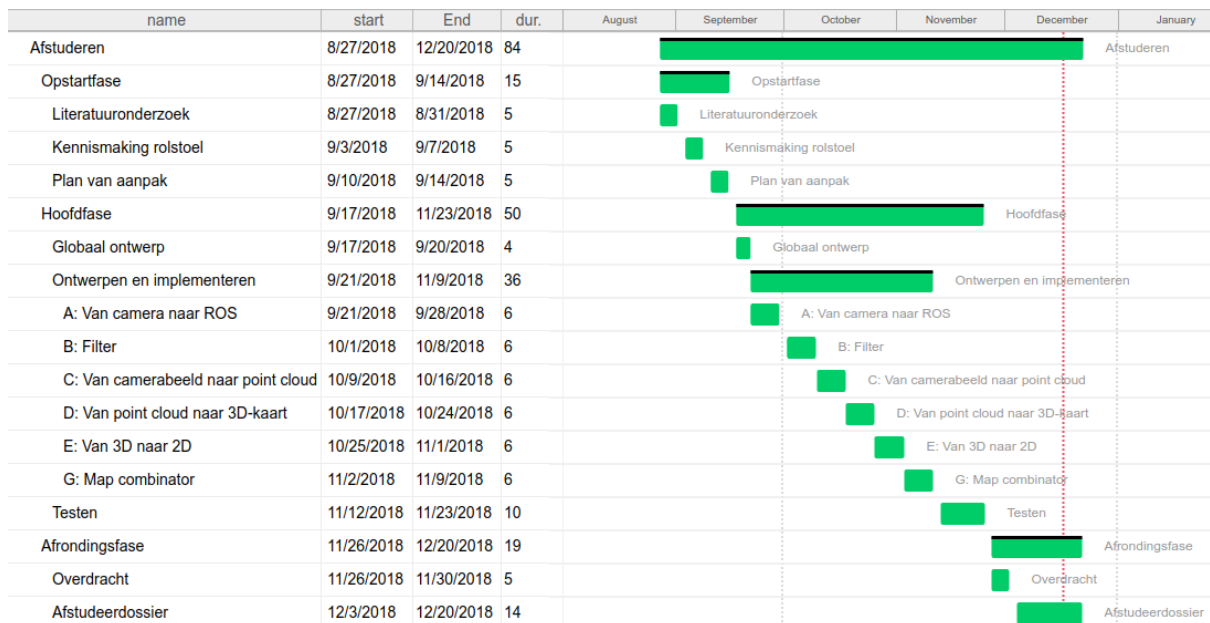 name start End dur. August September October November December January
Afstuderen 8/27/2018 12/20/2018 84 Afstuderen
Opstartfase 8/27/2018 9/14/2018 15 Opstartfase
Literatuuronderzoek 8/27/2018 8/31/2018 5 Literatuuronderzoek
Kennismaking rolstoel 9/3/2018 9/7/2018 5 Kennismaking rolstoel
Plan van aanpak 9/10/2018 9/14/2018 5 Plan van aanpak
Hoofdfase 9/17/2018 11/23/2018 50 Hoofdfase
Globaal ontwerp 9/17/2018 9/20/2018 4 Globaal ontwerp
Ontwerpen en implementeren 9/21/2018 11/9/2018 36 Ontwerpen en implementeren
A: Van camera naar ROS 9/21/2018 9/28/2018 6 A: Van camera naar ROS
B: Filter 10/1/2018 10/8/2018 6 B: Filter
C: Van camerabeeld naar point cloud 10/9/2018 10/16/2018 6 C: Van camerabeeld naar point cloud
D: Van point cloud naar 3D-kaart 10/17/2018 10/24/2018 6 D: Van point cloud naar 3D-kaart
E: Van 3D naar 2D 10/25/2018 11/1/2018 6 E: Van 3D naar 2D
G: Map combinator 11/2/2018 11/9/2018 6 G: Map combinator
Testen 11/12/2018 11/23/2018 10 Testen
Afrondingsfase 11/26/2018 12/20/2018 19 Afrondingsfase
Overdracht 11/26/2018 11/30/2018 5 Overdracht
Afstudeerdossier 12/3/2018 12/20/2018 14 Afstudeerdossier